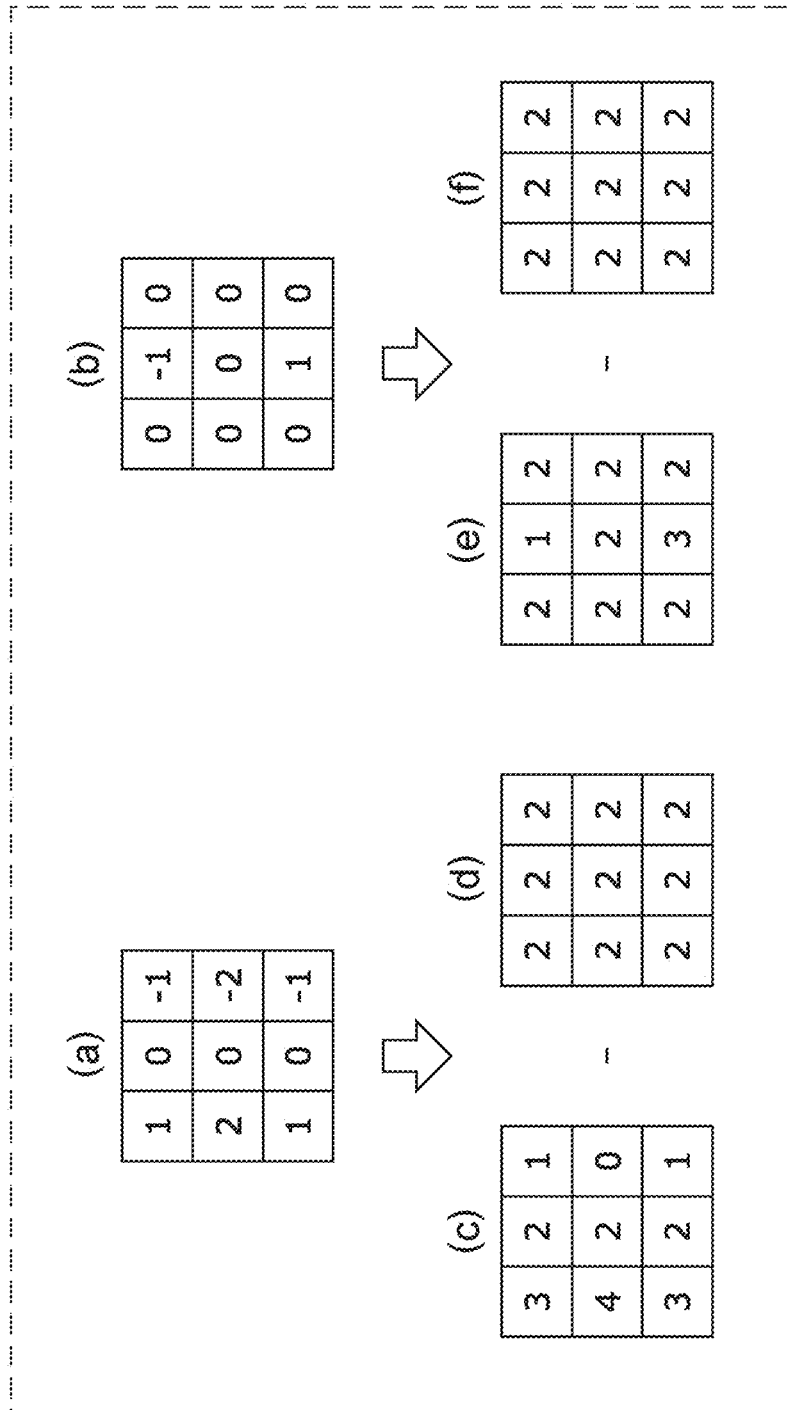 (a) (b)
1 0 -1 0 -1 0
2 0 -2 0 0 0
1 0 -1 0 1 0
(c) (d) (e) (f)
3 2 1 2 2 2 2 1 2 2 2 2
4 2 0 - 2 2 2 2 2 2 - 2 2 2
3 2 1 2 2 2 2 3 2 2 2 2